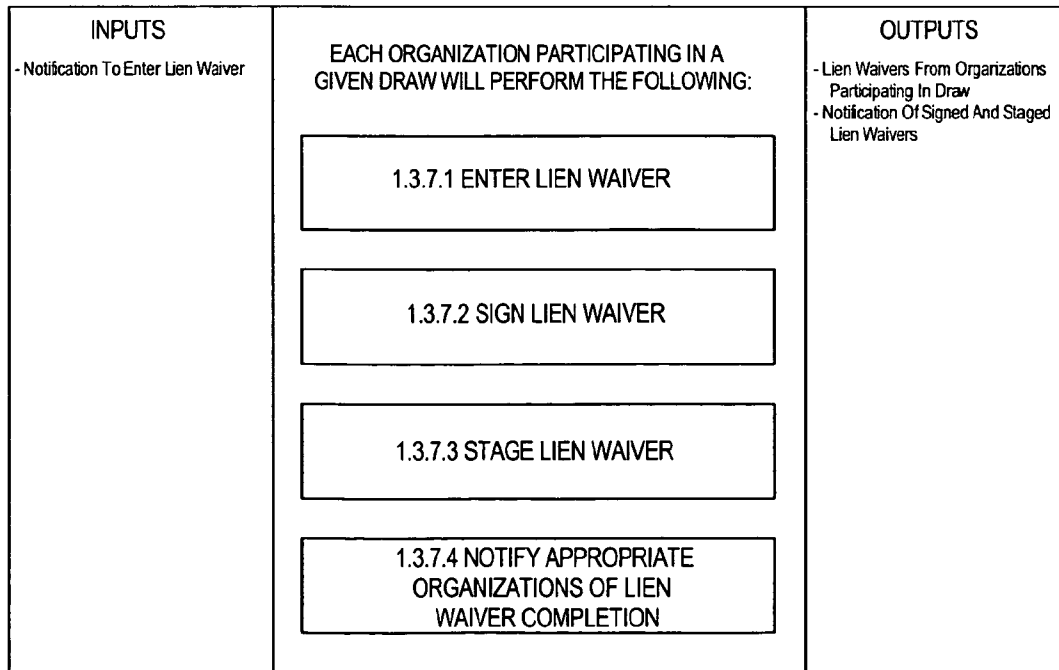 INPUTS
- Notification To Enter Lien Waiver
EACH ORGANIZATION PARTICIPATING IN A
GIVEN DRAW WILL PERFORM THE FOLLOWING:
1.3.7.1 ENTER LIEN WAIVER
1.3.7.2 SIGN LIEN WAIVER
1.3.7.3 STAGE LIEN WAIVER
1.3.7.4 NOTIFY APPROPRIATE
ORGANIZATIONS OF LIEN
WAIVER COMPLETION
OUTPUTS
- Lien Waivers From Organizations
Participating In Draw
- Notification Of Signed And Staged
Lien Waivers